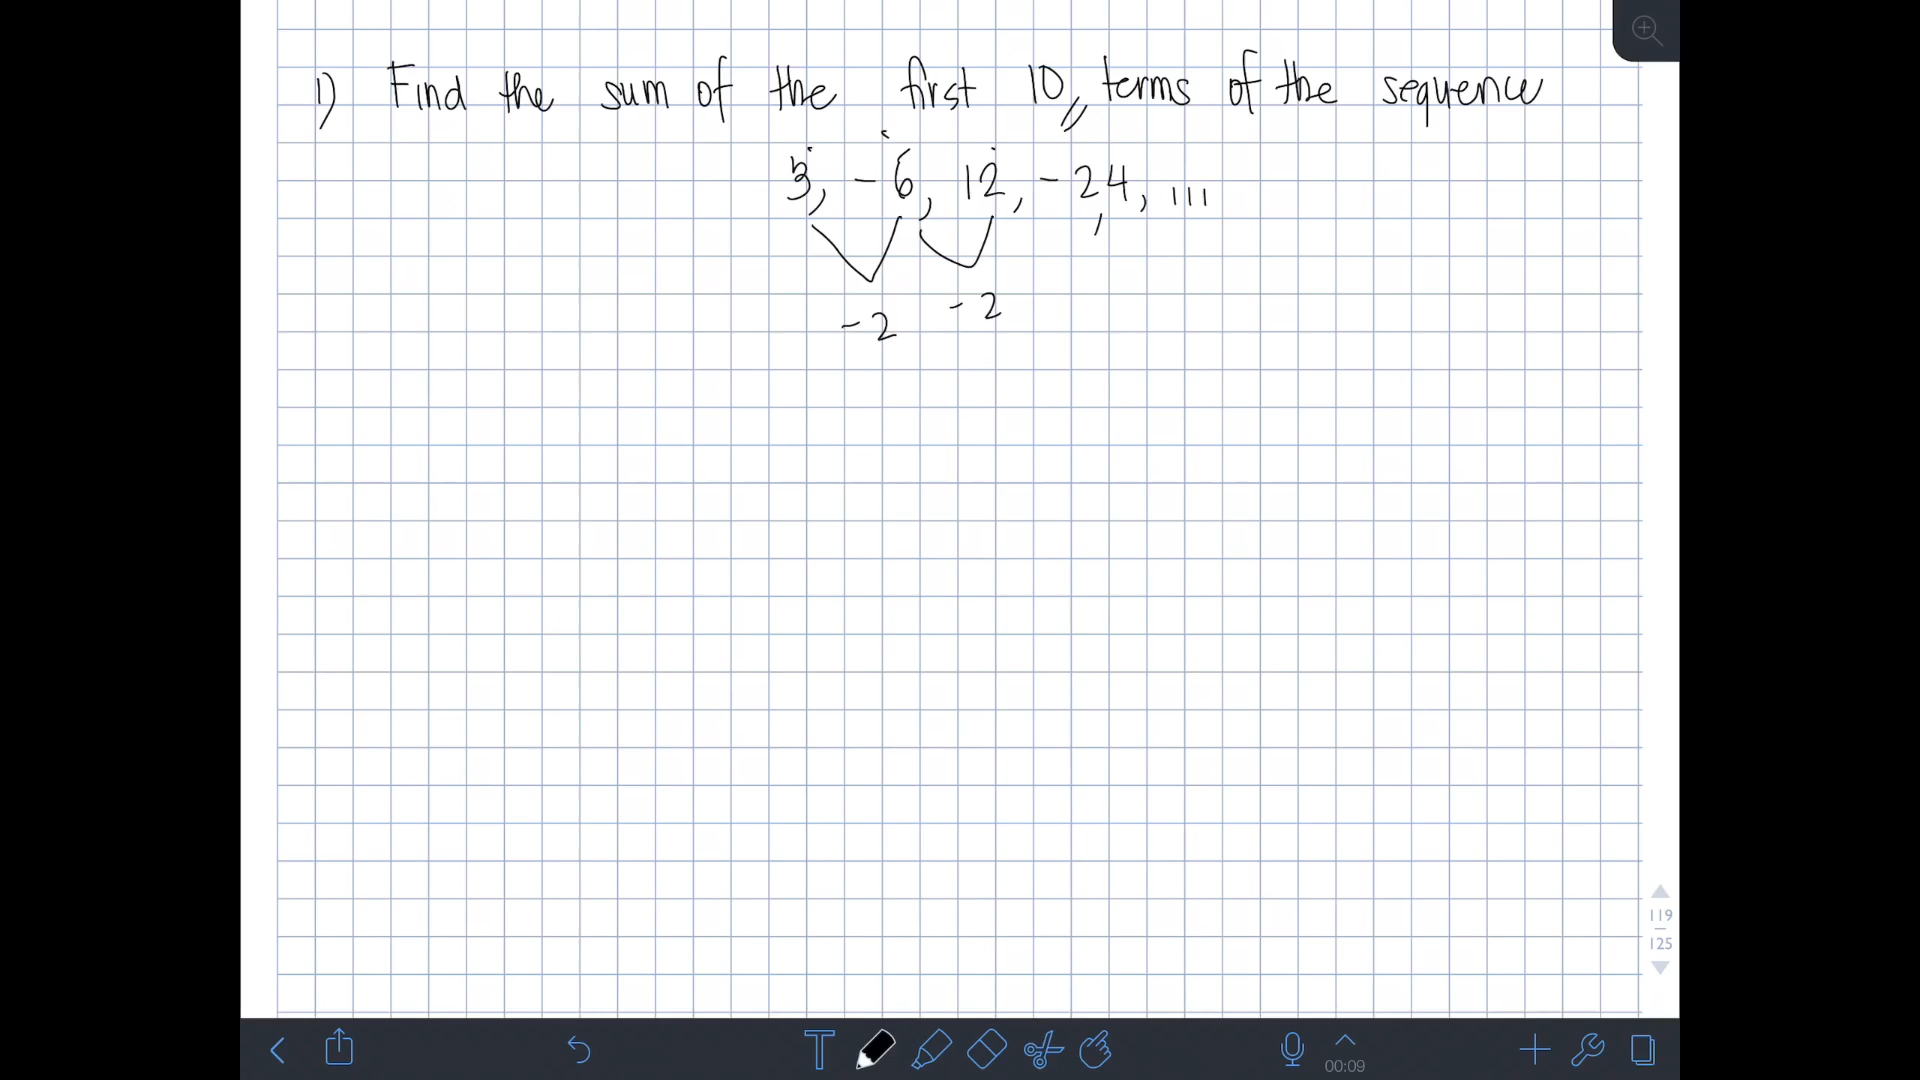 1) Find the sum of the first 10 terms of the sequence
3, -6, 12, -24, ...
-2 -2
119
125
00:09